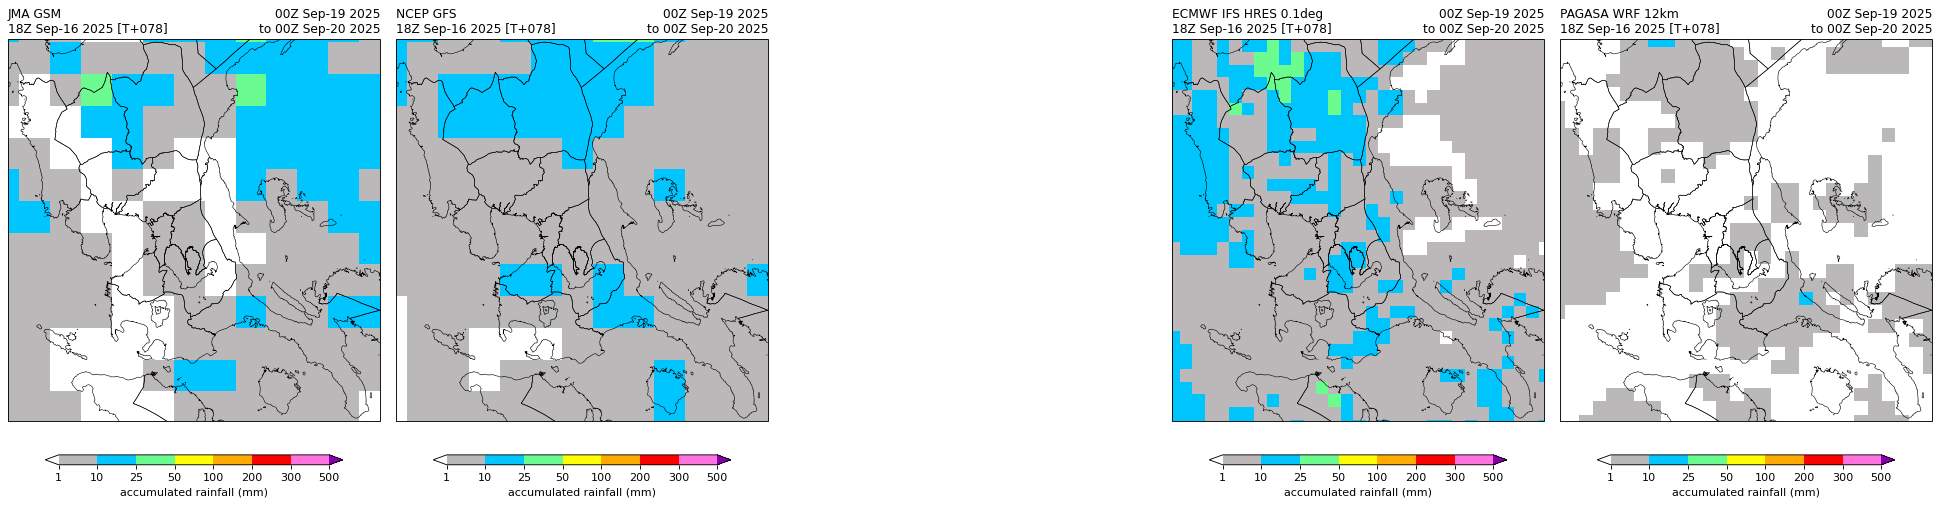 JMA GSM 00Z Sep-19 2025
18Z Sep-16 2025 [T+078] to 00Z Sep-20 2025
1 10 25 50 100 200 300 500
accumulated rainfall (mm)
NCEP GFS 00Z Sep-19 2025
18Z Sep-16 2025 [T+078] to 00Z Sep-20 2025
1 10 25 50 100 200 300 500
accumulated rainfall (mm)
ECMWF IFS HRES 0.1deg 00Z Sep-19 2025
18Z Sep-16 2025 [T+078] to 00Z Sep-20 2025
1 10 25 50 100 200 300 500
accumulated rainfall (mm)
PAGASA WRF 12km 00Z Sep-19 2025
18Z Sep-16 2025 [T+078] to 00Z Sep-20 2025
1 10 25 50 100 200 300 500
accumulated rainfall (mm)